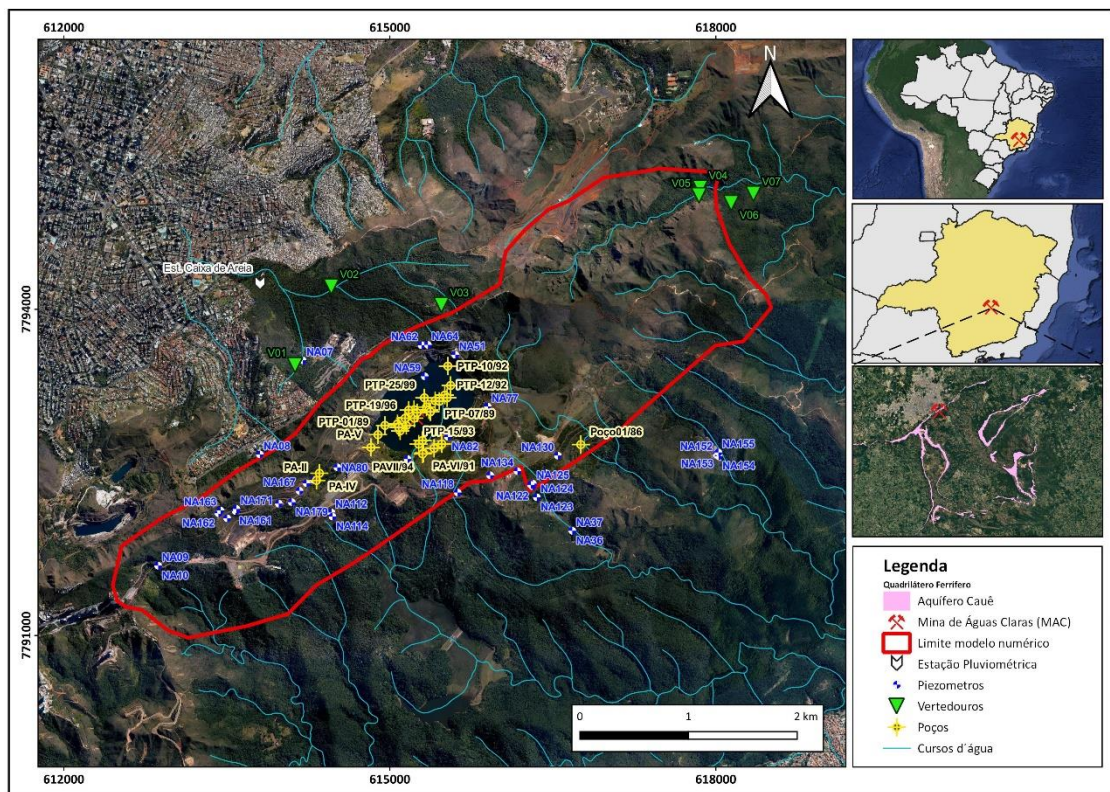 612000
615000
618000
N
V04
V05
V07
V06
Est. Caixa de Areia
V02
V03
7794000
NA62
NA64
NA07
NA51
V01
PTP-10/92
NA59
PTP-25/99
PTP-12/92
NA77
PTP-19/96
PTP-07/89
PTP-01/89
PTP-15/93
PA-V
NA08
NA82
Poço01/86
NA130
NA152
NA155
NA153
NA154
PA-II
NA80
PAVII/94
PA-VI/91
NA134
NA125
NA167
PA-IV
NA118
NA122
NA124
NA163
NA171
NA112
NA123
NA162
NA161
NA179
NA114
NA37
NA36
NA09
NA10
7791000
0
1
2 km
612000
615000
618000
Legenda
Quadrilátero Ferrífero
Aquífero Cauê
Mina de Águas Claras (MAC)
Limite modelo numérico
Estação Pluviométrica
Piezometros
Vertedouros
Poços
Cursos d´água